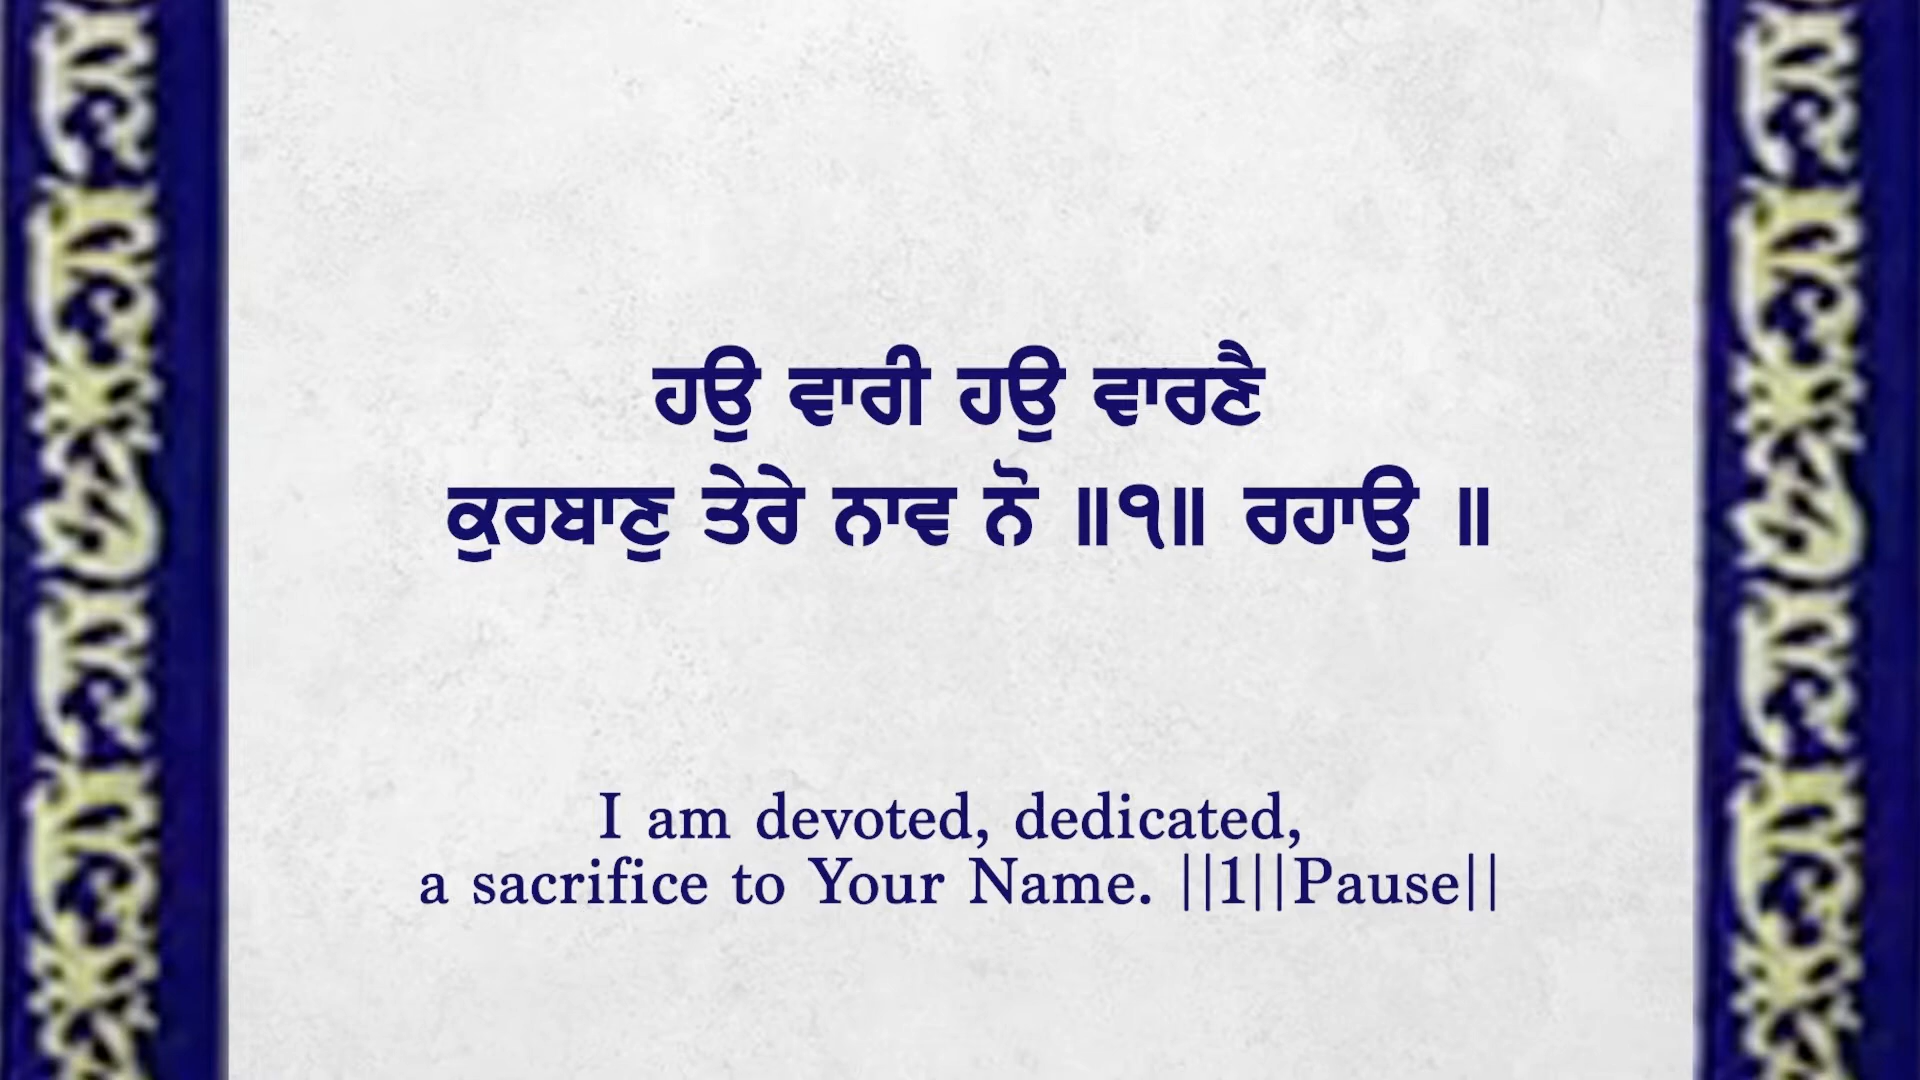 ਹਉ ਵਾਰੀ ਹਉ ਵਾਰਣੈ
ਕੁਰਬਾਣੁ ਤੇਰੇ ਨਾਵ ਨੋ ॥੧॥ ਰਹਾਉ ॥
I am devoted, dedicated,
a sacrifice to Your Name. ||1||Pause||